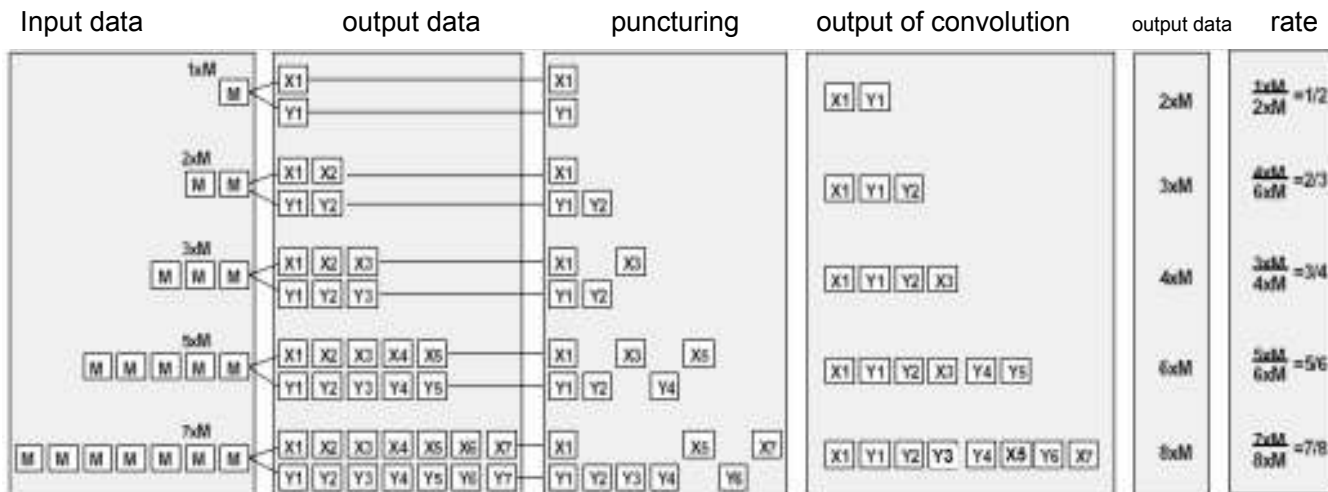 Input data output data puncturing output of convolution output data rate
1xM
M X1 X1 X1 Y1 2xM 1xM/2xM =1/2
Y1 Y1
2xM
M M X1 X2 X1 X1 Y1 Y2 3xM 4xM/6xM =2/3
Y1 Y2 Y1 Y2
3xM
M M M X1 X2 X3 X1 X3 X1 Y1 Y2 X3 4xM 3xM/4xM =3/4
Y1 Y2 Y3 Y1 Y2
5xM
M M M M M X1 X2 X3 X4 X5 X1 X3 X5 X1 Y1 Y2 X3 Y4 Y5 6xM 5xM/6xM =5/6
Y1 Y2 Y3 Y4 Y5 Y1 Y2 Y4
7xM
M M M M M M M X1 X2 X3 X4 X5 X6 X7 X1 X5 X7 X1 Y1 Y2 Y3 Y4 X5 Y6 X7 8xM 7xM/8xM =7/8
Y1 Y2 Y3 Y4 Y5 Y6 Y7 Y1 Y2 Y3 Y4 Y6